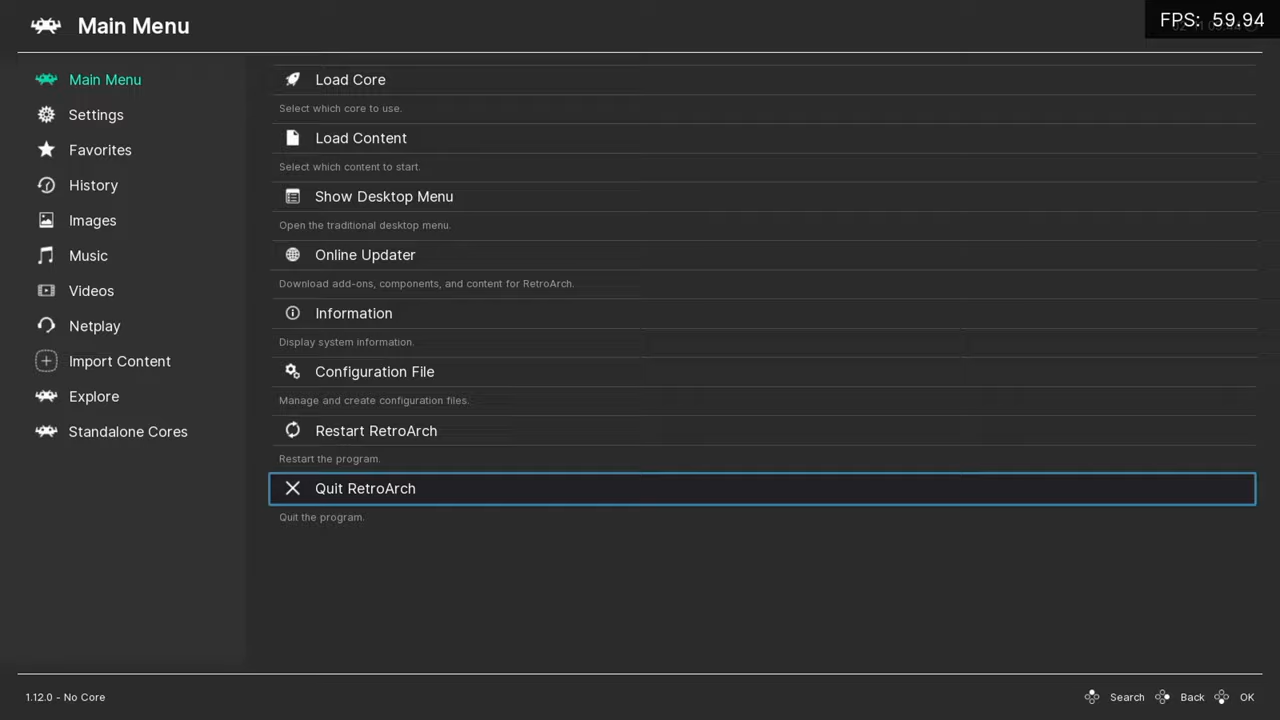 Main Menu
FPS: 59.94
Main Menu
Settings
Favorites
History
Images
Music
Videos
Netplay
Import Content
Explore
Standalone Cores
Load Core
Select which core to use.
Load Content
Select which content to start.
Show Desktop Menu
Open the traditional desktop menu.
Online Updater
Download add-ons, components, and content for RetroArch.
Information
Display system information.
Configuration File
Manage and create configuration files.
Restart RetroArch
Restart the program.
Quit RetroArch
Quit the program.
1.12.0 - No Core
Search Back OK